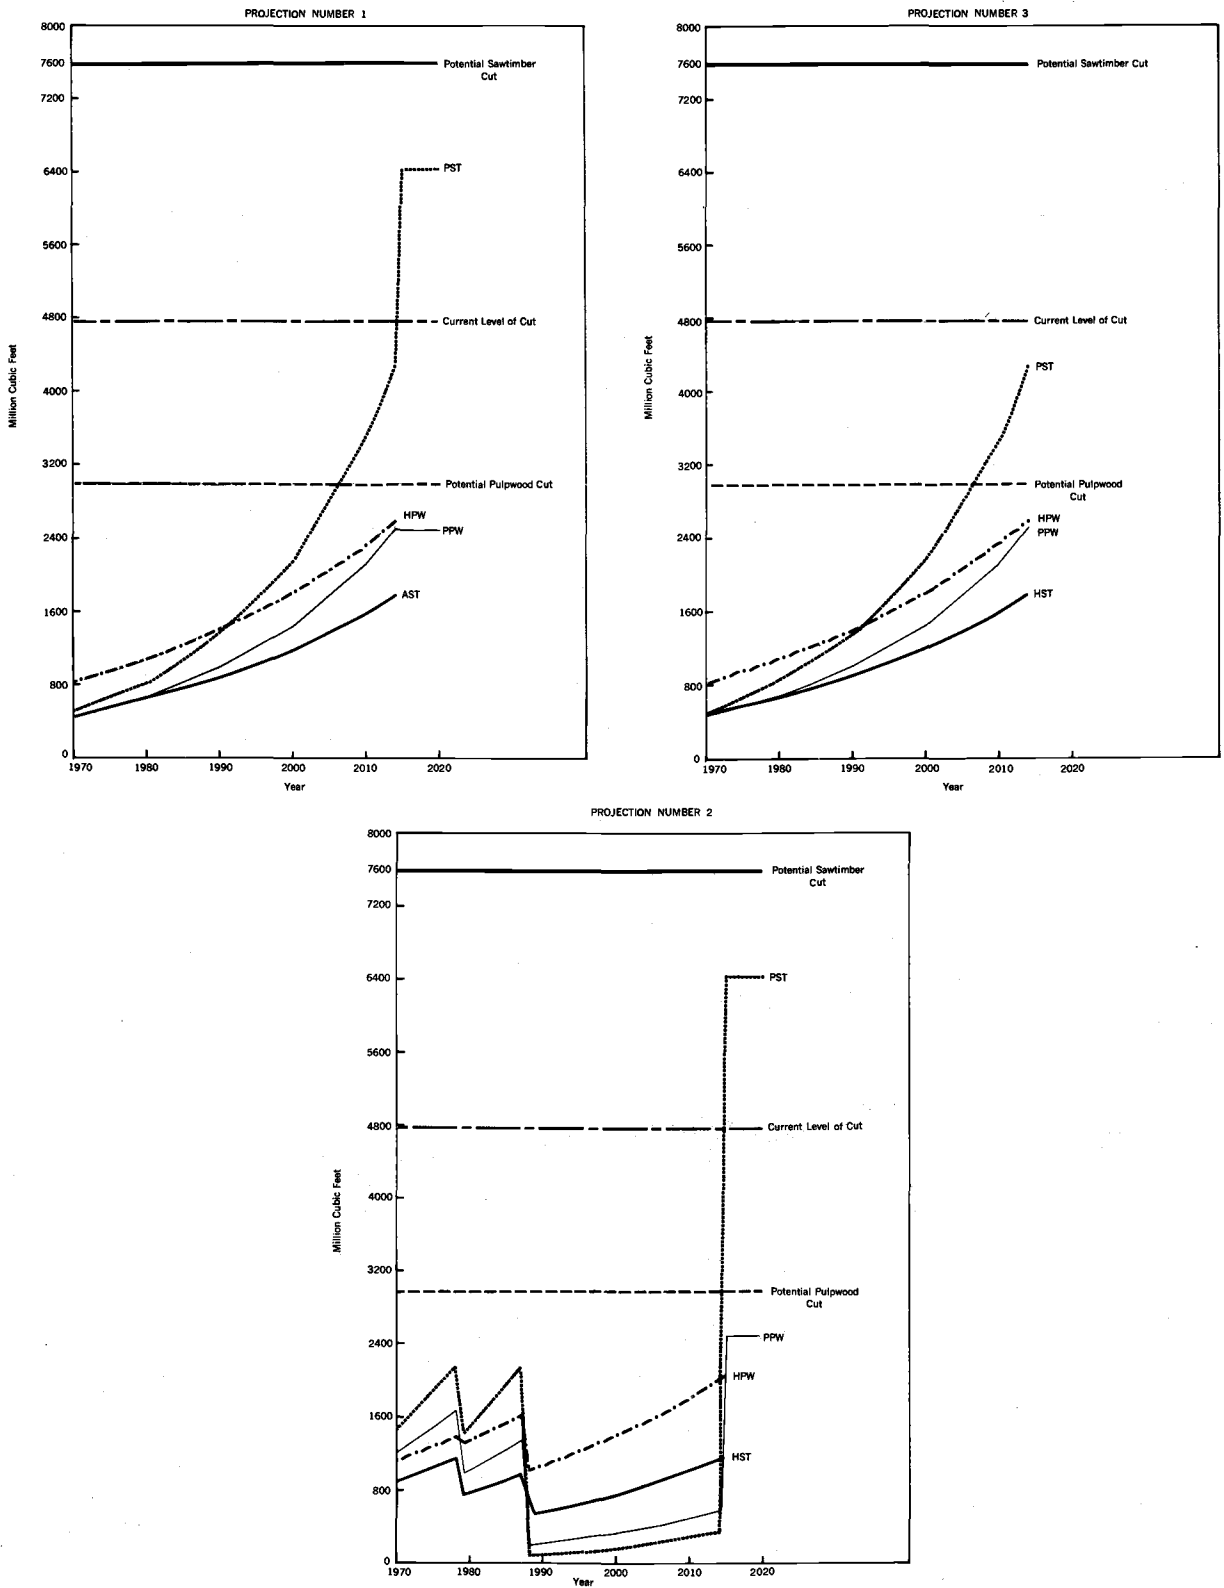 PROJECTION NUMBER 1
8000
7600
7200
6400
5600
4800
4000
3200
2400
1600
800
0
Million Cubic Feet
Potential Sawtimber
Cut
PST
Current Level of Cut
Potential Pulpwood Cut
HPW
PPW
AST
1970 1980 1990 2000 2010 2020
Year
PROJECTION NUMBER 3
8000
7600
7200
6400
5600
4800
4000
3200
2400
1600
800
0
Million Cubic Feet
Potential Sawtimber Cut
Current Level of Cut
PST
Potential Pulpwood
Cut
HPW
PPW
HST
1970 1980 1990 2000 2010 2020
Year
PROJECTION NUMBER 2
8000
7600
7200
6400
5600
4800
4000
3200
2400
1600
800
0
Million Cubic Feet
Potential Sawtimber
Cut
PST
Current Level of Cut
Potential Pulpwood
Cut
PPW
HPW
HST
1970 1980 1990 2000 2010 2020
Year